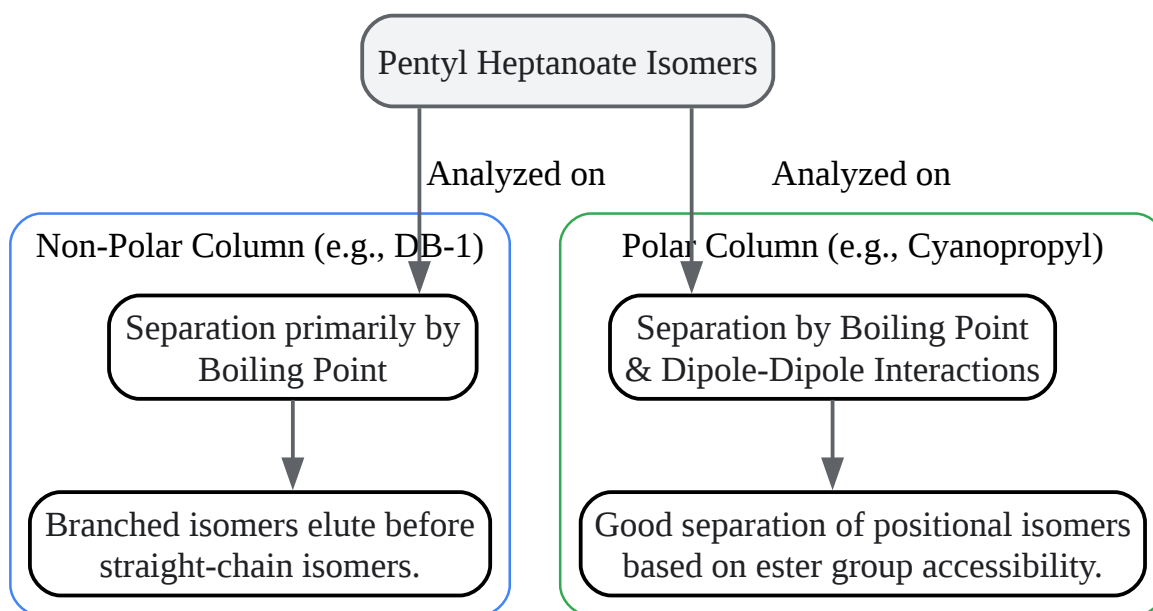 Pentyl Heptanoate Isomers
Analyzed on
Analyzed on
Non-Polar Column (e.g., DB-1)
Separation primarily by
Boiling Point
Branched isomers elute before
straight-chain isomers.
Polar Column (e.g., Cyanopropyl)
Separation by Boiling Point
& Dipole-Dipole Interactions
Good separation of positional isomers
based on ester group accessibility.